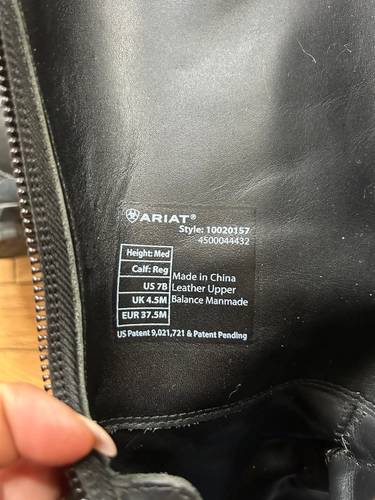 ARIAT®
Style: 10020157
4500044432
Height: Med
Calf: Reg
US 7B
UK 4.5M
EUR 37.5M
Made in China
Leather Upper
Balance Manmade
US Patent 9,021,721 & Patent Pending